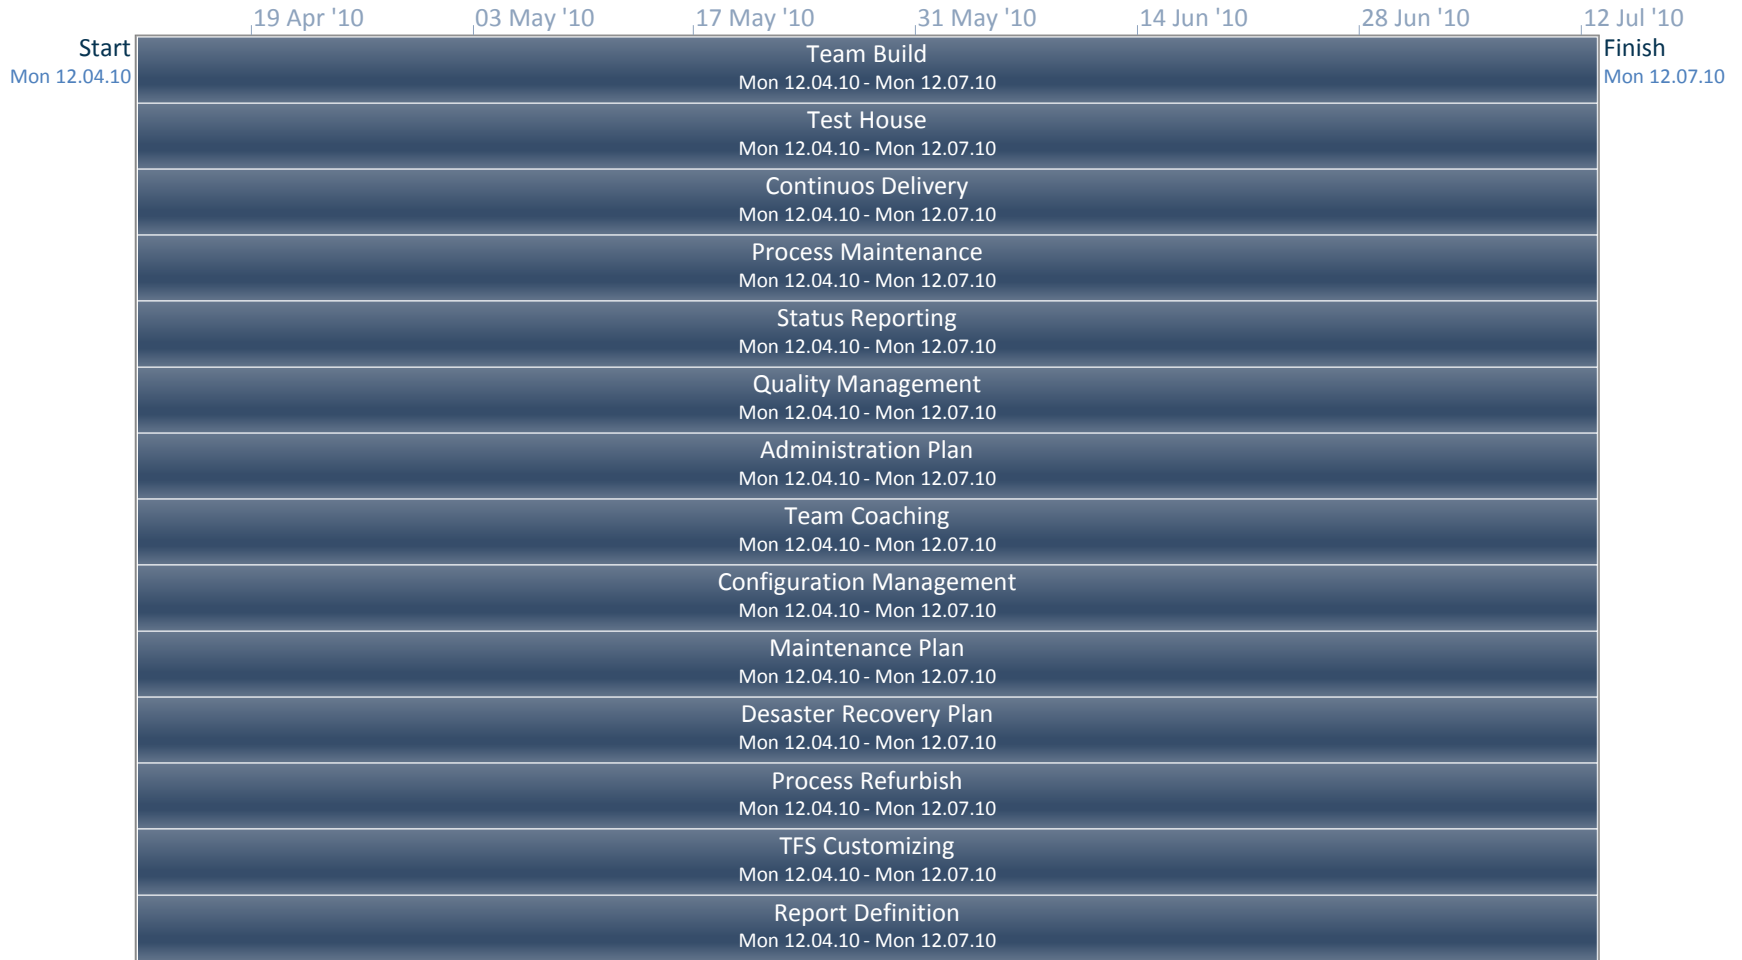 19 Apr '10 03 May '10 17 May '10 31 May '10 14 Jun '10 28 Jun '10 12 Jul '10
Start
Mon 12.04.10
Finish
Mon 12.07.10
Team Build
Mon 12.04.10 - Mon 12.07.10
Test House
Mon 12.04.10 - Mon 12.07.10
Continuos Delivery
Mon 12.04.10 - Mon 12.07.10
Process Maintenance
Mon 12.04.10 - Mon 12.07.10
Status Reporting
Mon 12.04.10 - Mon 12.07.10
Quality Management
Mon 12.04.10 - Mon 12.07.10
Administration Plan
Mon 12.04.10 - Mon 12.07.10
Team Coaching
Mon 12.04.10 - Mon 12.07.10
Configuration Management
Mon 12.04.10 - Mon 12.07.10
Maintenance Plan
Mon 12.04.10 - Mon 12.07.10
Desaster Recovery Plan
Mon 12.04.10 - Mon 12.07.10
Process Refurbish
Mon 12.04.10 - Mon 12.07.10
TFS Customizing
Mon 12.04.10 - Mon 12.07.10
Report Definition
Mon 12.04.10 - Mon 12.07.10